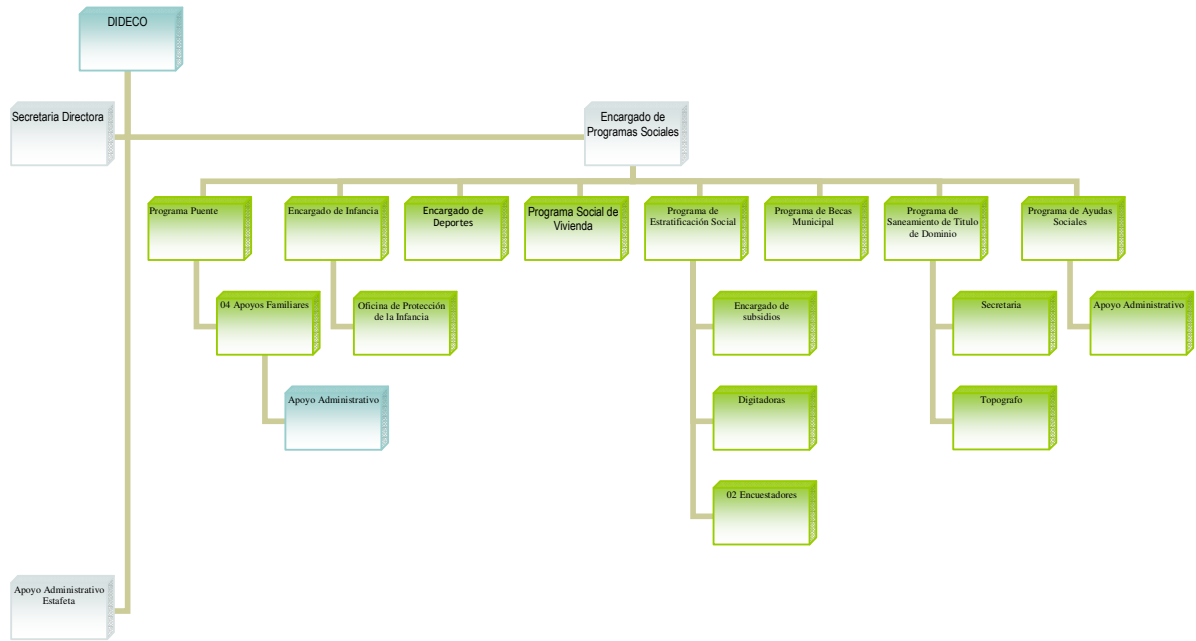 DIDECO
Secretaria Directora
Encargado de
Programas Sociales
Programa Puente
Encargado de Infancia
Encargado de
Deportes
Programa Social de
Vivienda
Programa de
Estratificación Social
Programa de Becas
Municipal
Programa de
Saneamiento de Titulo
de Dominio
Programa de Ayudas
Sociales
04 Apoyos Familiares
Oficina de Protección
de la Infancia
Encargado de
subsidios
Secretaria
Apoyo Administrativo
Apoyo Administrativo
Digitadoras
Topografo
02 Encuestadores
Apoyo Administrativo
Estafeta